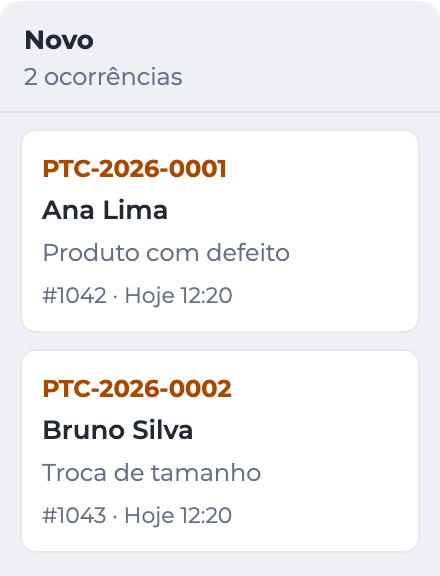 Novo
2 ocorrências
PTC-2026-0001
Ana Lima
Produto com defeito
#1042 · Hoje 12:20
PTC-2026-0002
Bruno Silva
Troca de tamanho
#1043 · Hoje 12:20